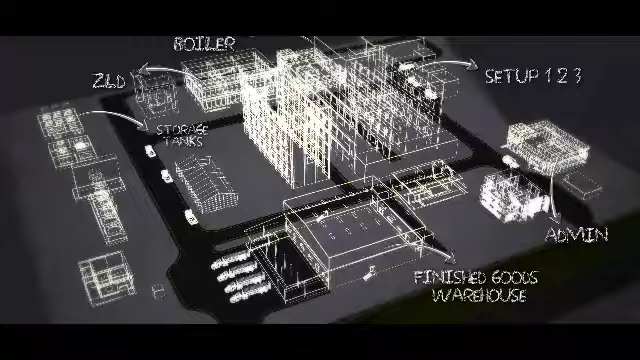 BOILER
ZLD
SETUP 1 2 3
STORAGE
TANKS
ADMIN
FINISHED GOODS
WAREHOUSE